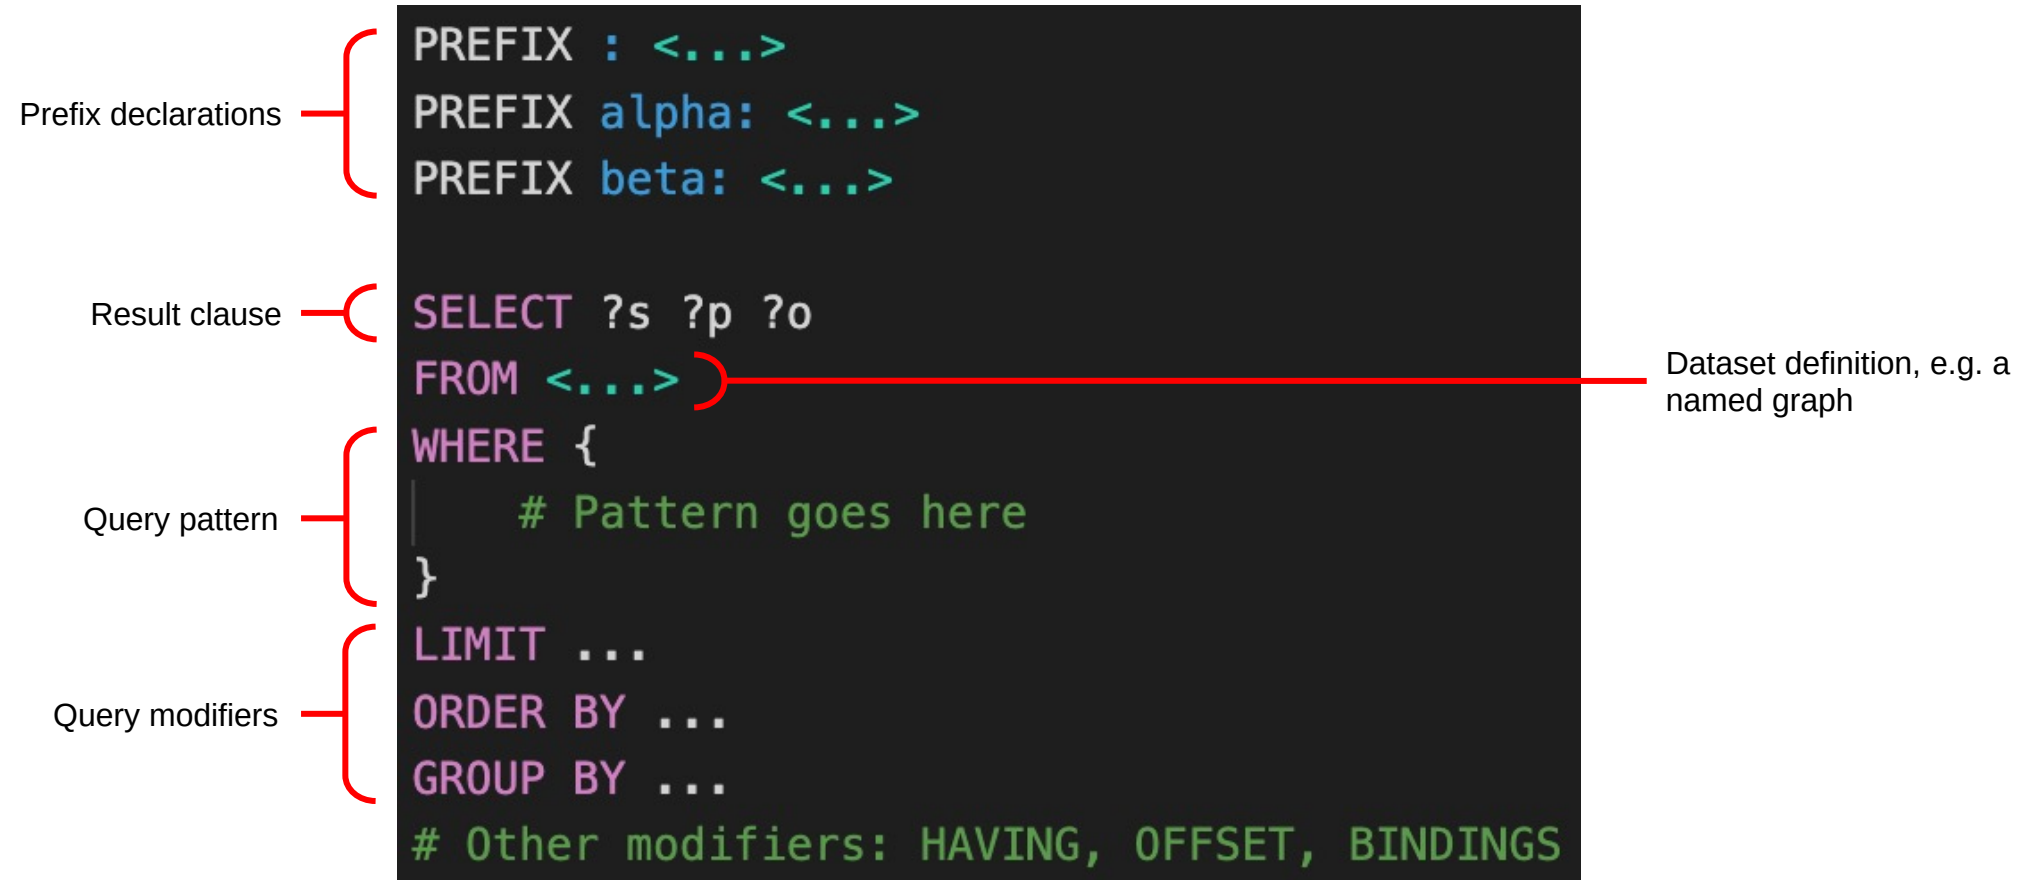 Prefix declarations
PREFIX : <...>
PREFIX alpha: <...>
PREFIX beta: <...>
Result clause
SELECT ?s ?p ?o
FROM <...>
Dataset definition, e.g. a
named graph
Query pattern
WHERE {
# Pattern goes here
}
Query modifiers
LIMIT ...
ORDER BY ...
GROUP BY ...
# Other modifiers: HAVING, OFFSET, BINDINGS